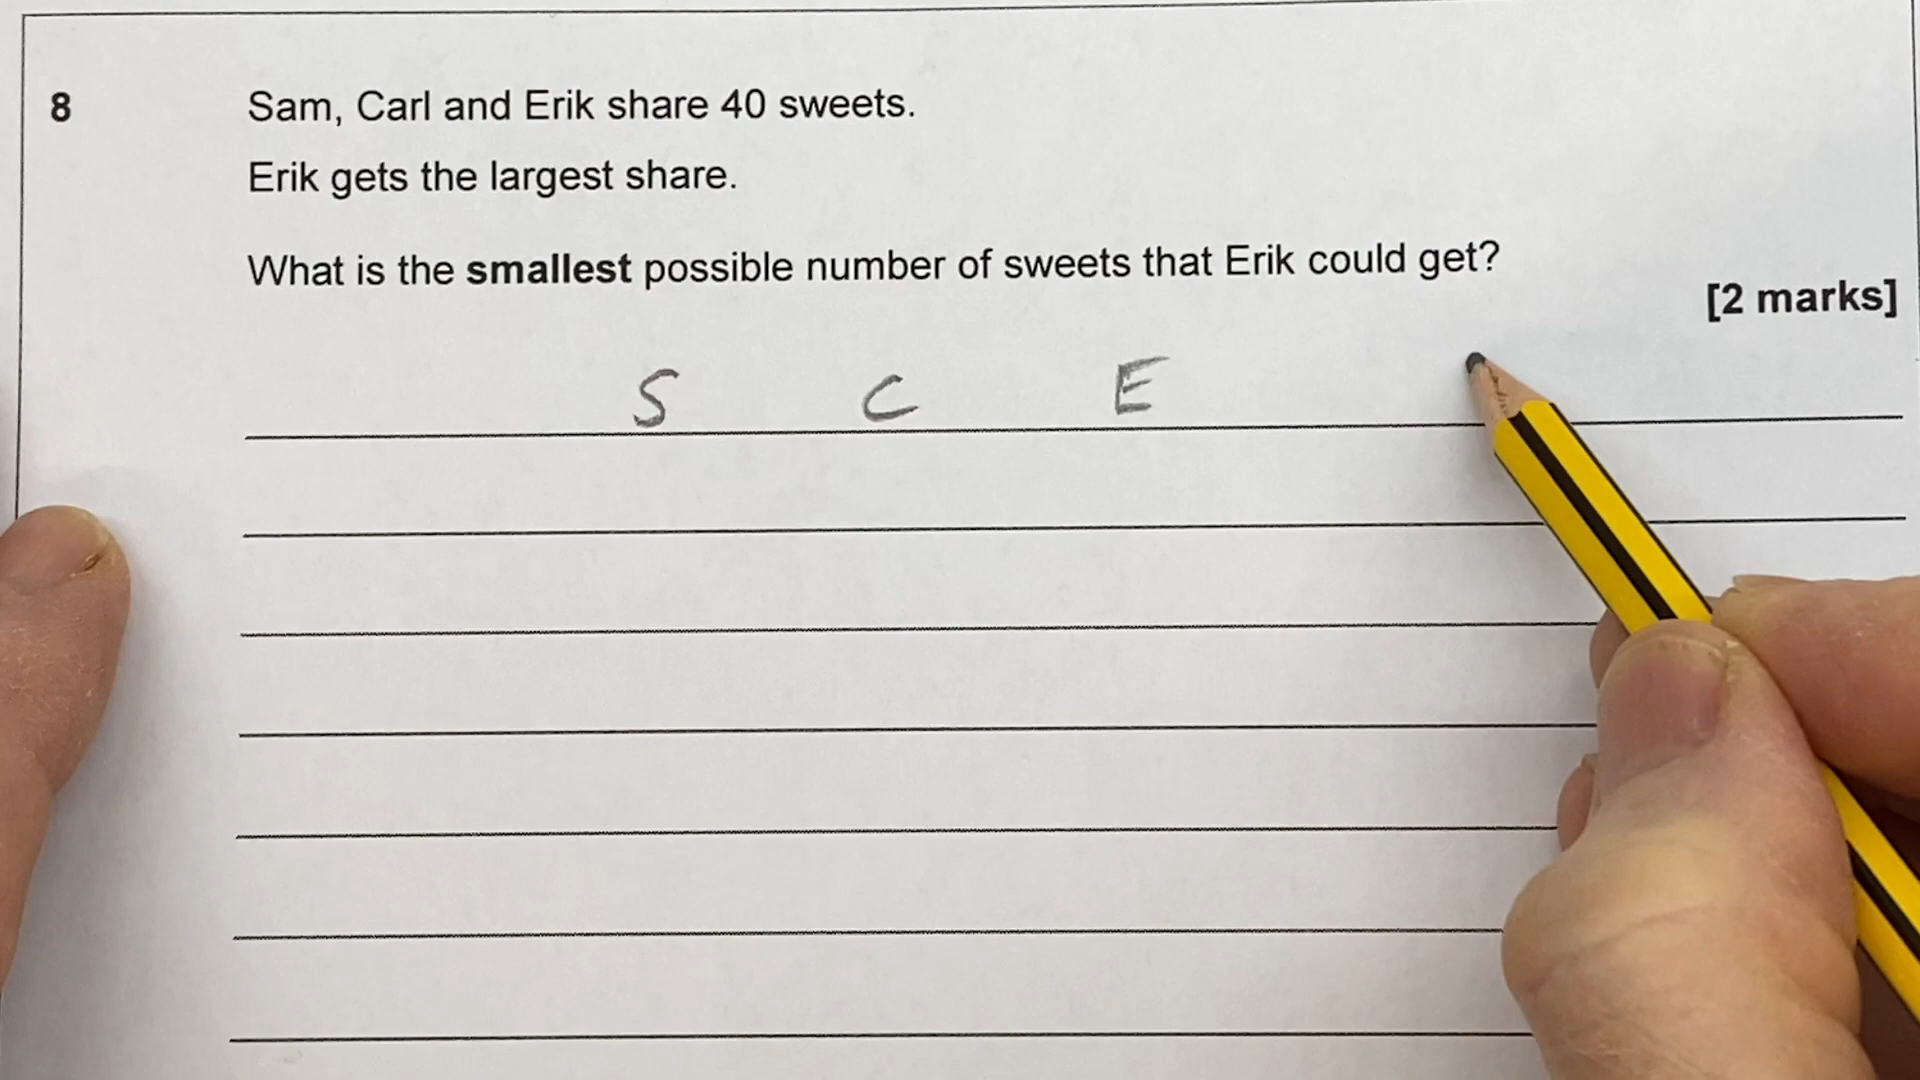 8 Sam, Carl and Erik share 40 sweets.
Erik gets the largest share.
What is the smallest possible number of sweets that Erik could get?
[2 marks]
S C E